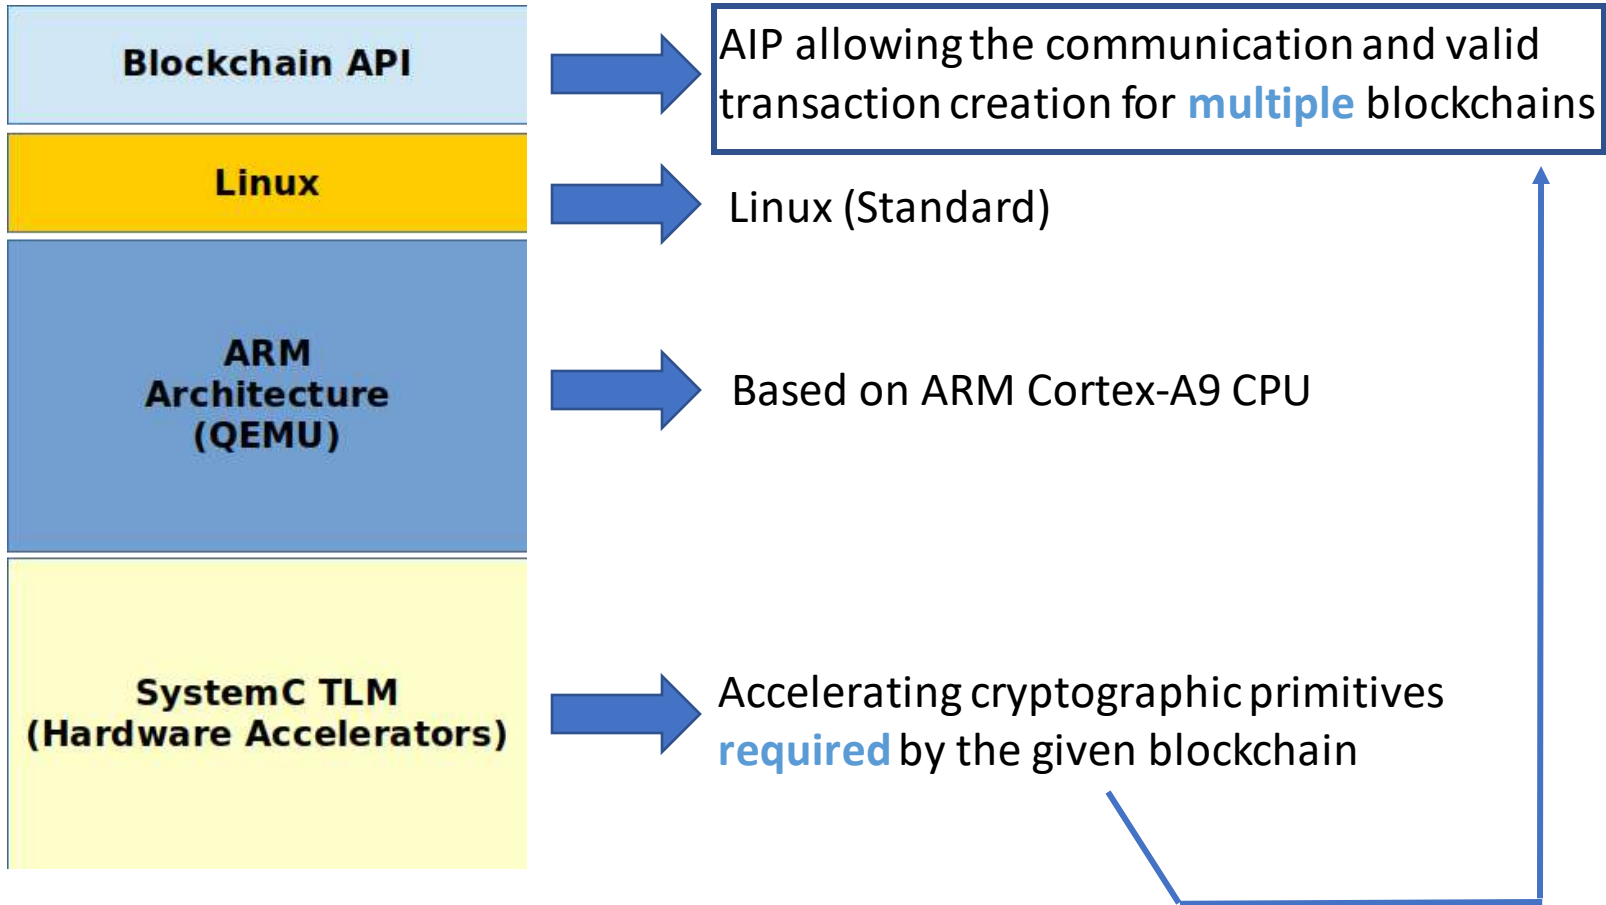 Blockchain API
AIP allowing the communication and valid
transaction creation for multiple blockchains
Linux
Linux (Standard)
ARM
Architecture
(QEMU)
Based on ARM Cortex-A9 CPU
SystemC TLM
(Hardware Accelerators)
Accelerating cryptographic primitives
required by the given blockchain